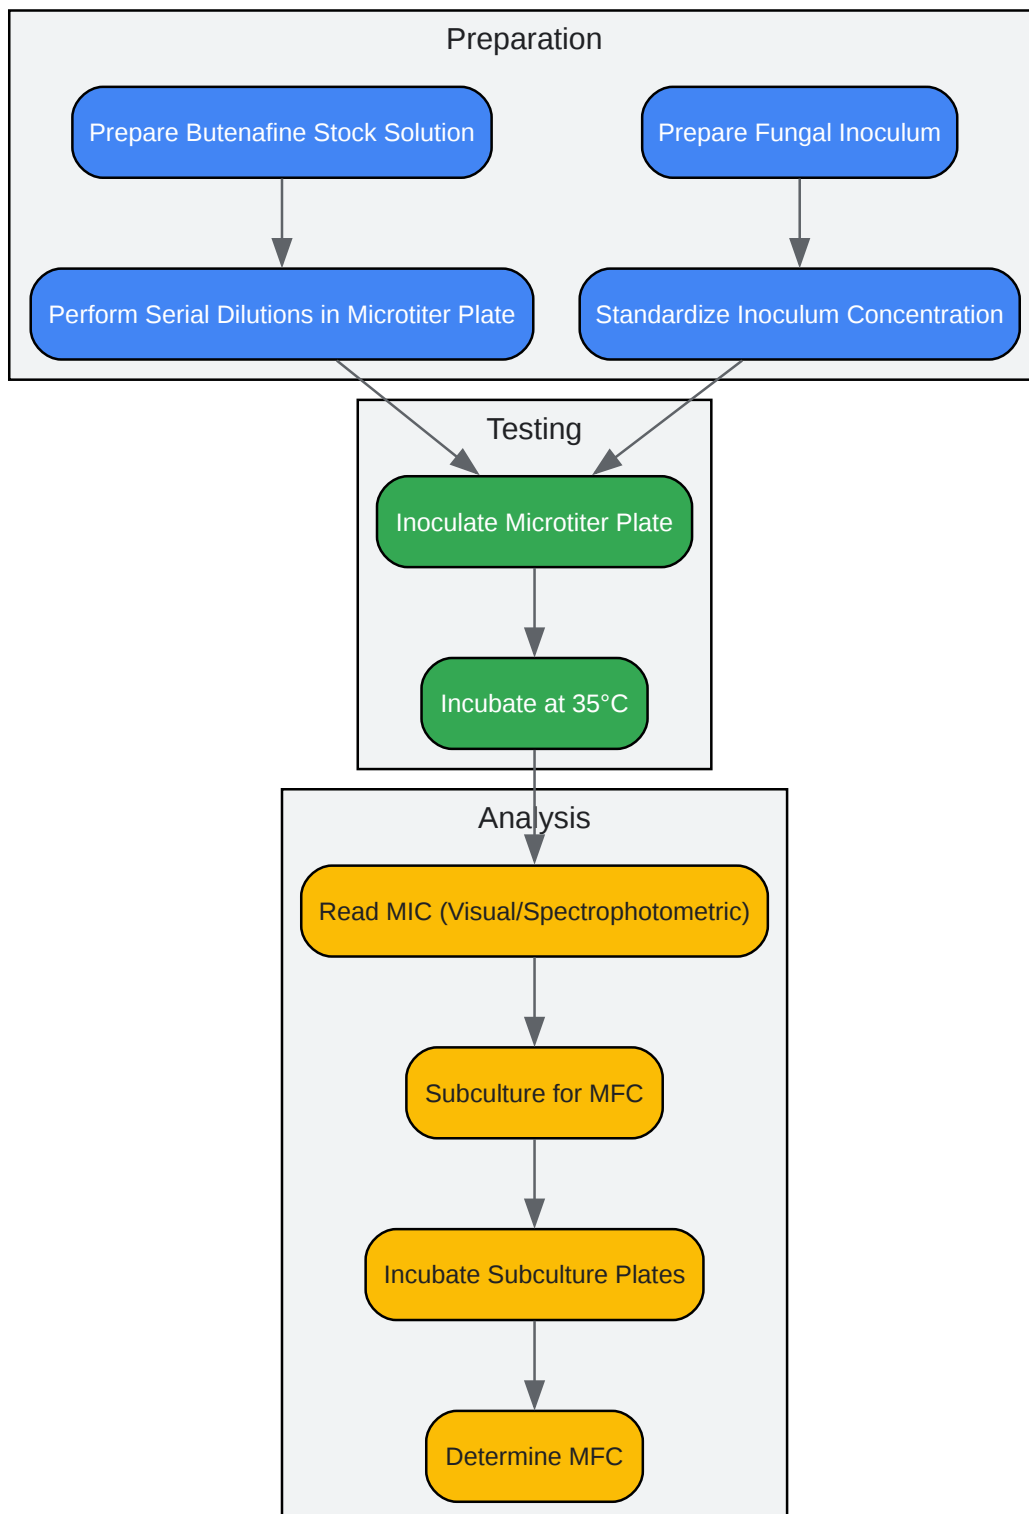 Preparation
Prepare Butenafine Stock Solution
Prepare Fungal Inoculum
Perform Serial Dilutions in Microtiter Plate
Standardize Inoculum Concentration
Testing
Inoculate Microtiter Plate
Incubate at 35°C
Analysis
Read MIC (Visual/Spectrophotometric)
Subculture for MFC
Incubate Subculture Plates
Determine MFC